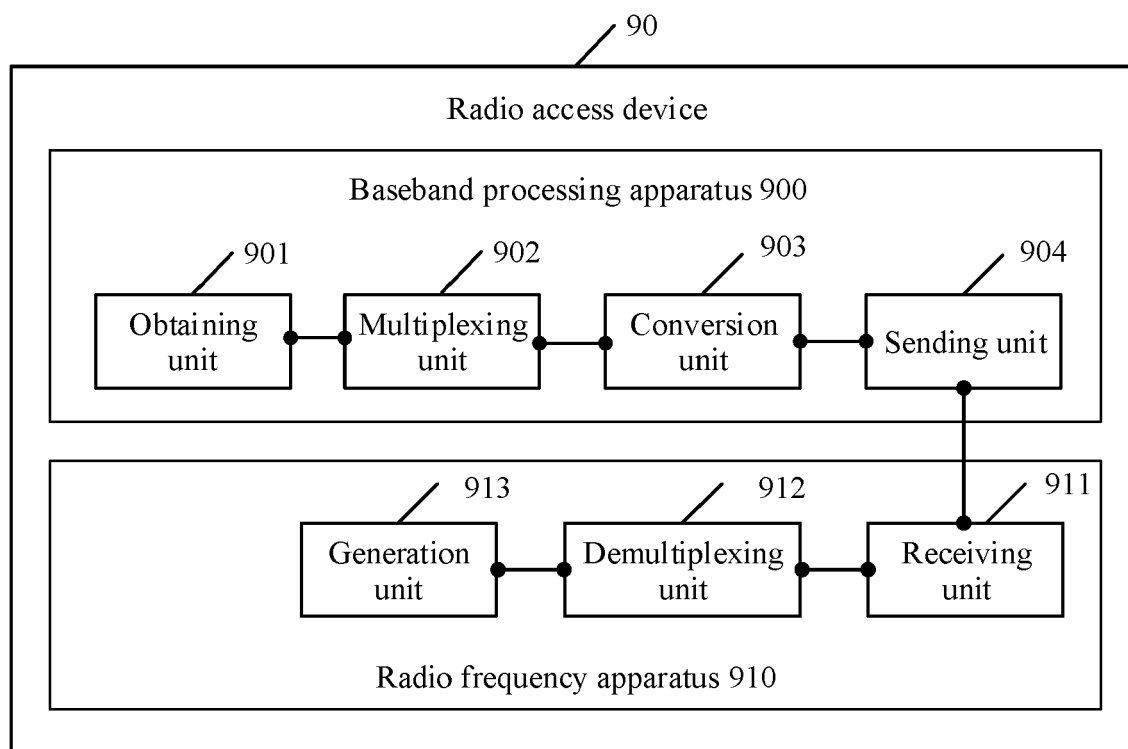 90
Radio access device
Baseband processing apparatus 900
901
902
903
904
Obtaining
unit
Multiplexing
unit
Conversion
unit
Sending unit
913
912
911
Generation
unit
Demultiplexing
unit
Receiving
unit
Radio frequency apparatus 910